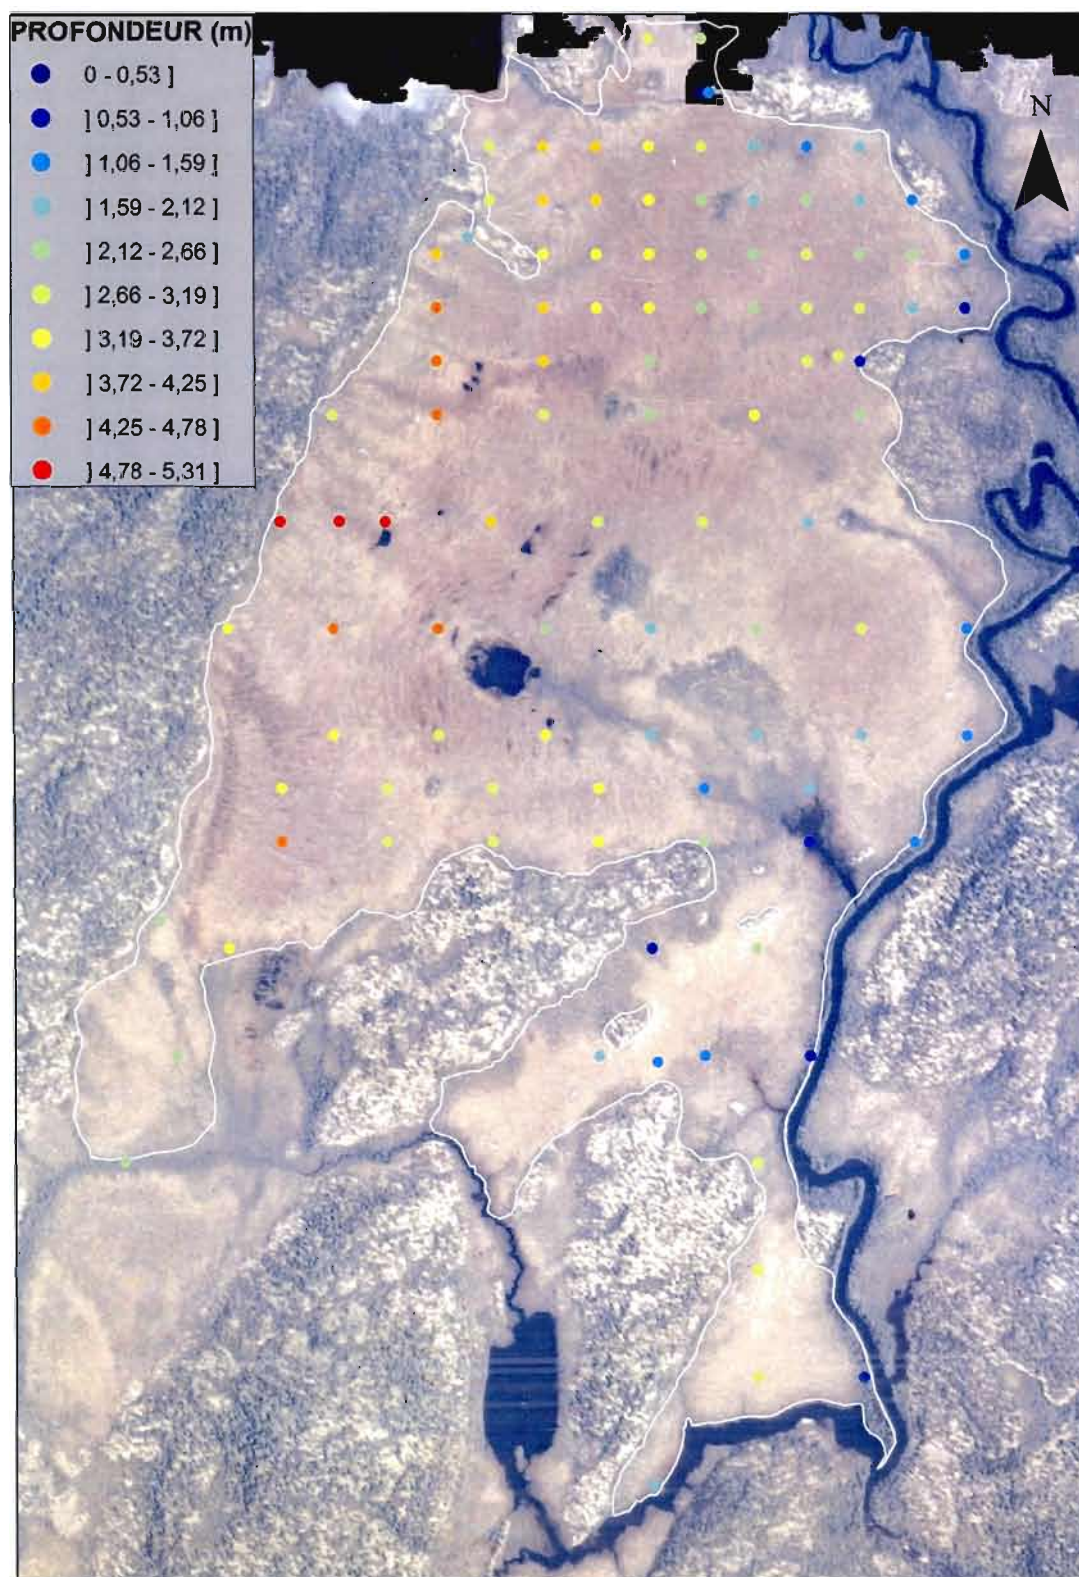 PROFONDEUR (m)
0 - 0,53 ]
] 0,53 - 1,06 ]
] 1,06 - 1,59 ]
] 1,59 - 2,12 ]
] 2,12 - 2,66 ]
] 2,66 - 3,19 ]
] 3,19 - 3,72 ]
] 3,72 - 4,25 ]
] 4,25 - 4,78 ]
] 4,78 - 5,31 ]
N